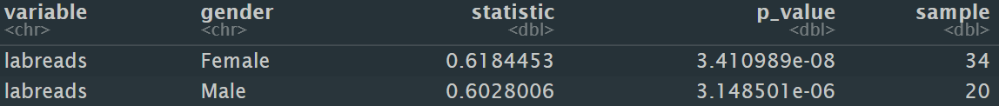 variable gender statistic p_value sample
<chr> <chr> <dbl> <dbl> <dbl>
labreads Female 0.6184453 3.410989e-08 34
labreads Male 0.6028006 3.148501e-06 20